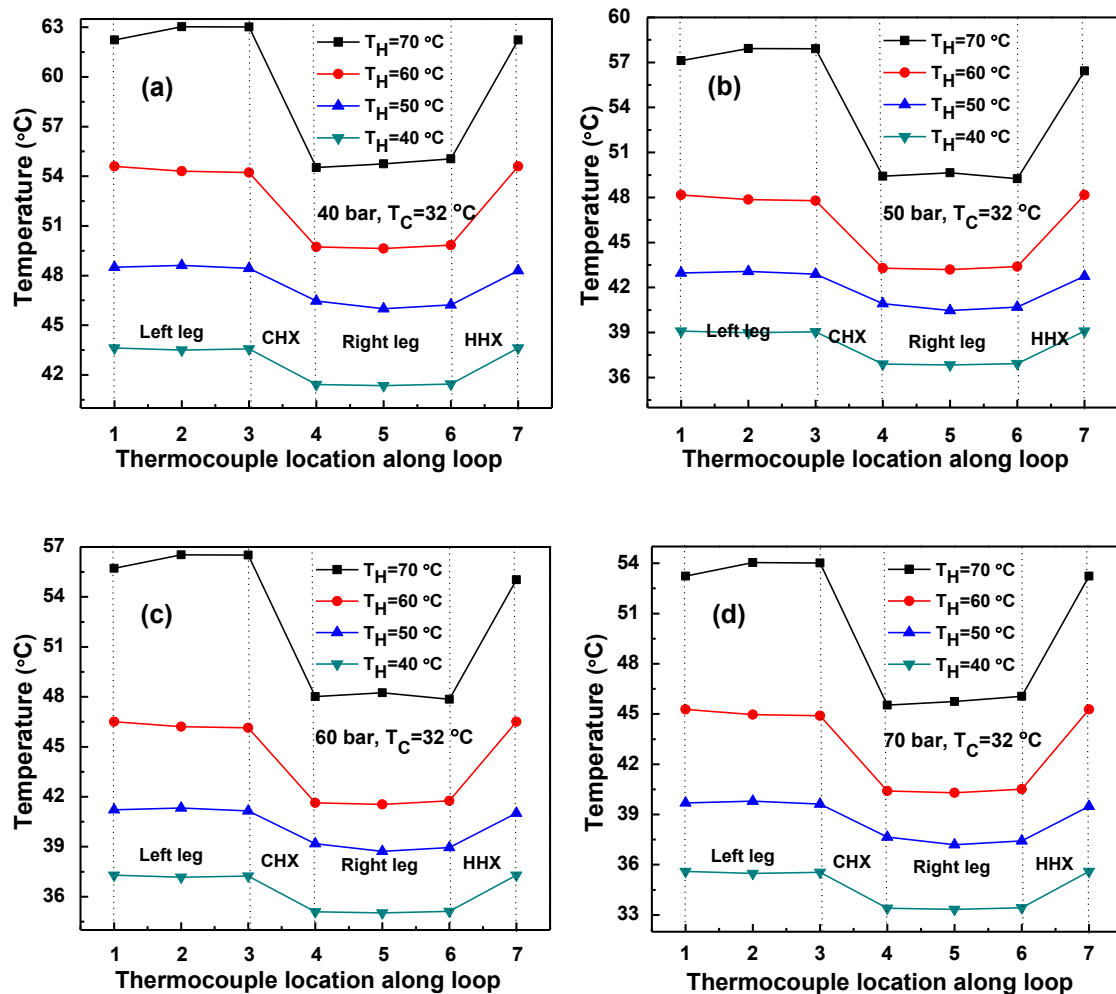 (a)
T_H=70 °C
T_H=60 °C
T_H=50 °C
T_H=40 °C
40 bar, T_C=32 °C
Left leg
CHX
Right leg
HHX
63
60
57
54
51
48
45
42
1 2 3 4 5 6 7
Temperature (°C)
Thermocouple location along loop
(b)
T_H=70 °C
T_H=60 °C
T_H=50 °C
T_H=40 °C
50 bar, T_C=32 °C
Left leg
CHX
Right leg
HHX
60
57
54
51
48
45
42
39
36
1 2 3 4 5 6 7
Temperature (°C)
Thermocouple location along loop
(c)
T_H=70 °C
T_H=60 °C
T_H=50 °C
T_H=40 °C
60 bar, T_C=32 °C
Left leg
CHX
Right leg
HHX
57
54
51
48
45
42
39
36
1 2 3 4 5 6 7
Temperature (°C)
Thermocouple location along loop
(d)
T_H=70 °C
T_H=60 °C
T_H=50 °C
T_H=40 °C
70 bar, T_C=32 °C
Left leg
CHX
Right leg
HHX
54
51
48
45
42
39
36
33
1 2 3 4 5 6 7
Temperature (°C)
Thermocouple location along loop